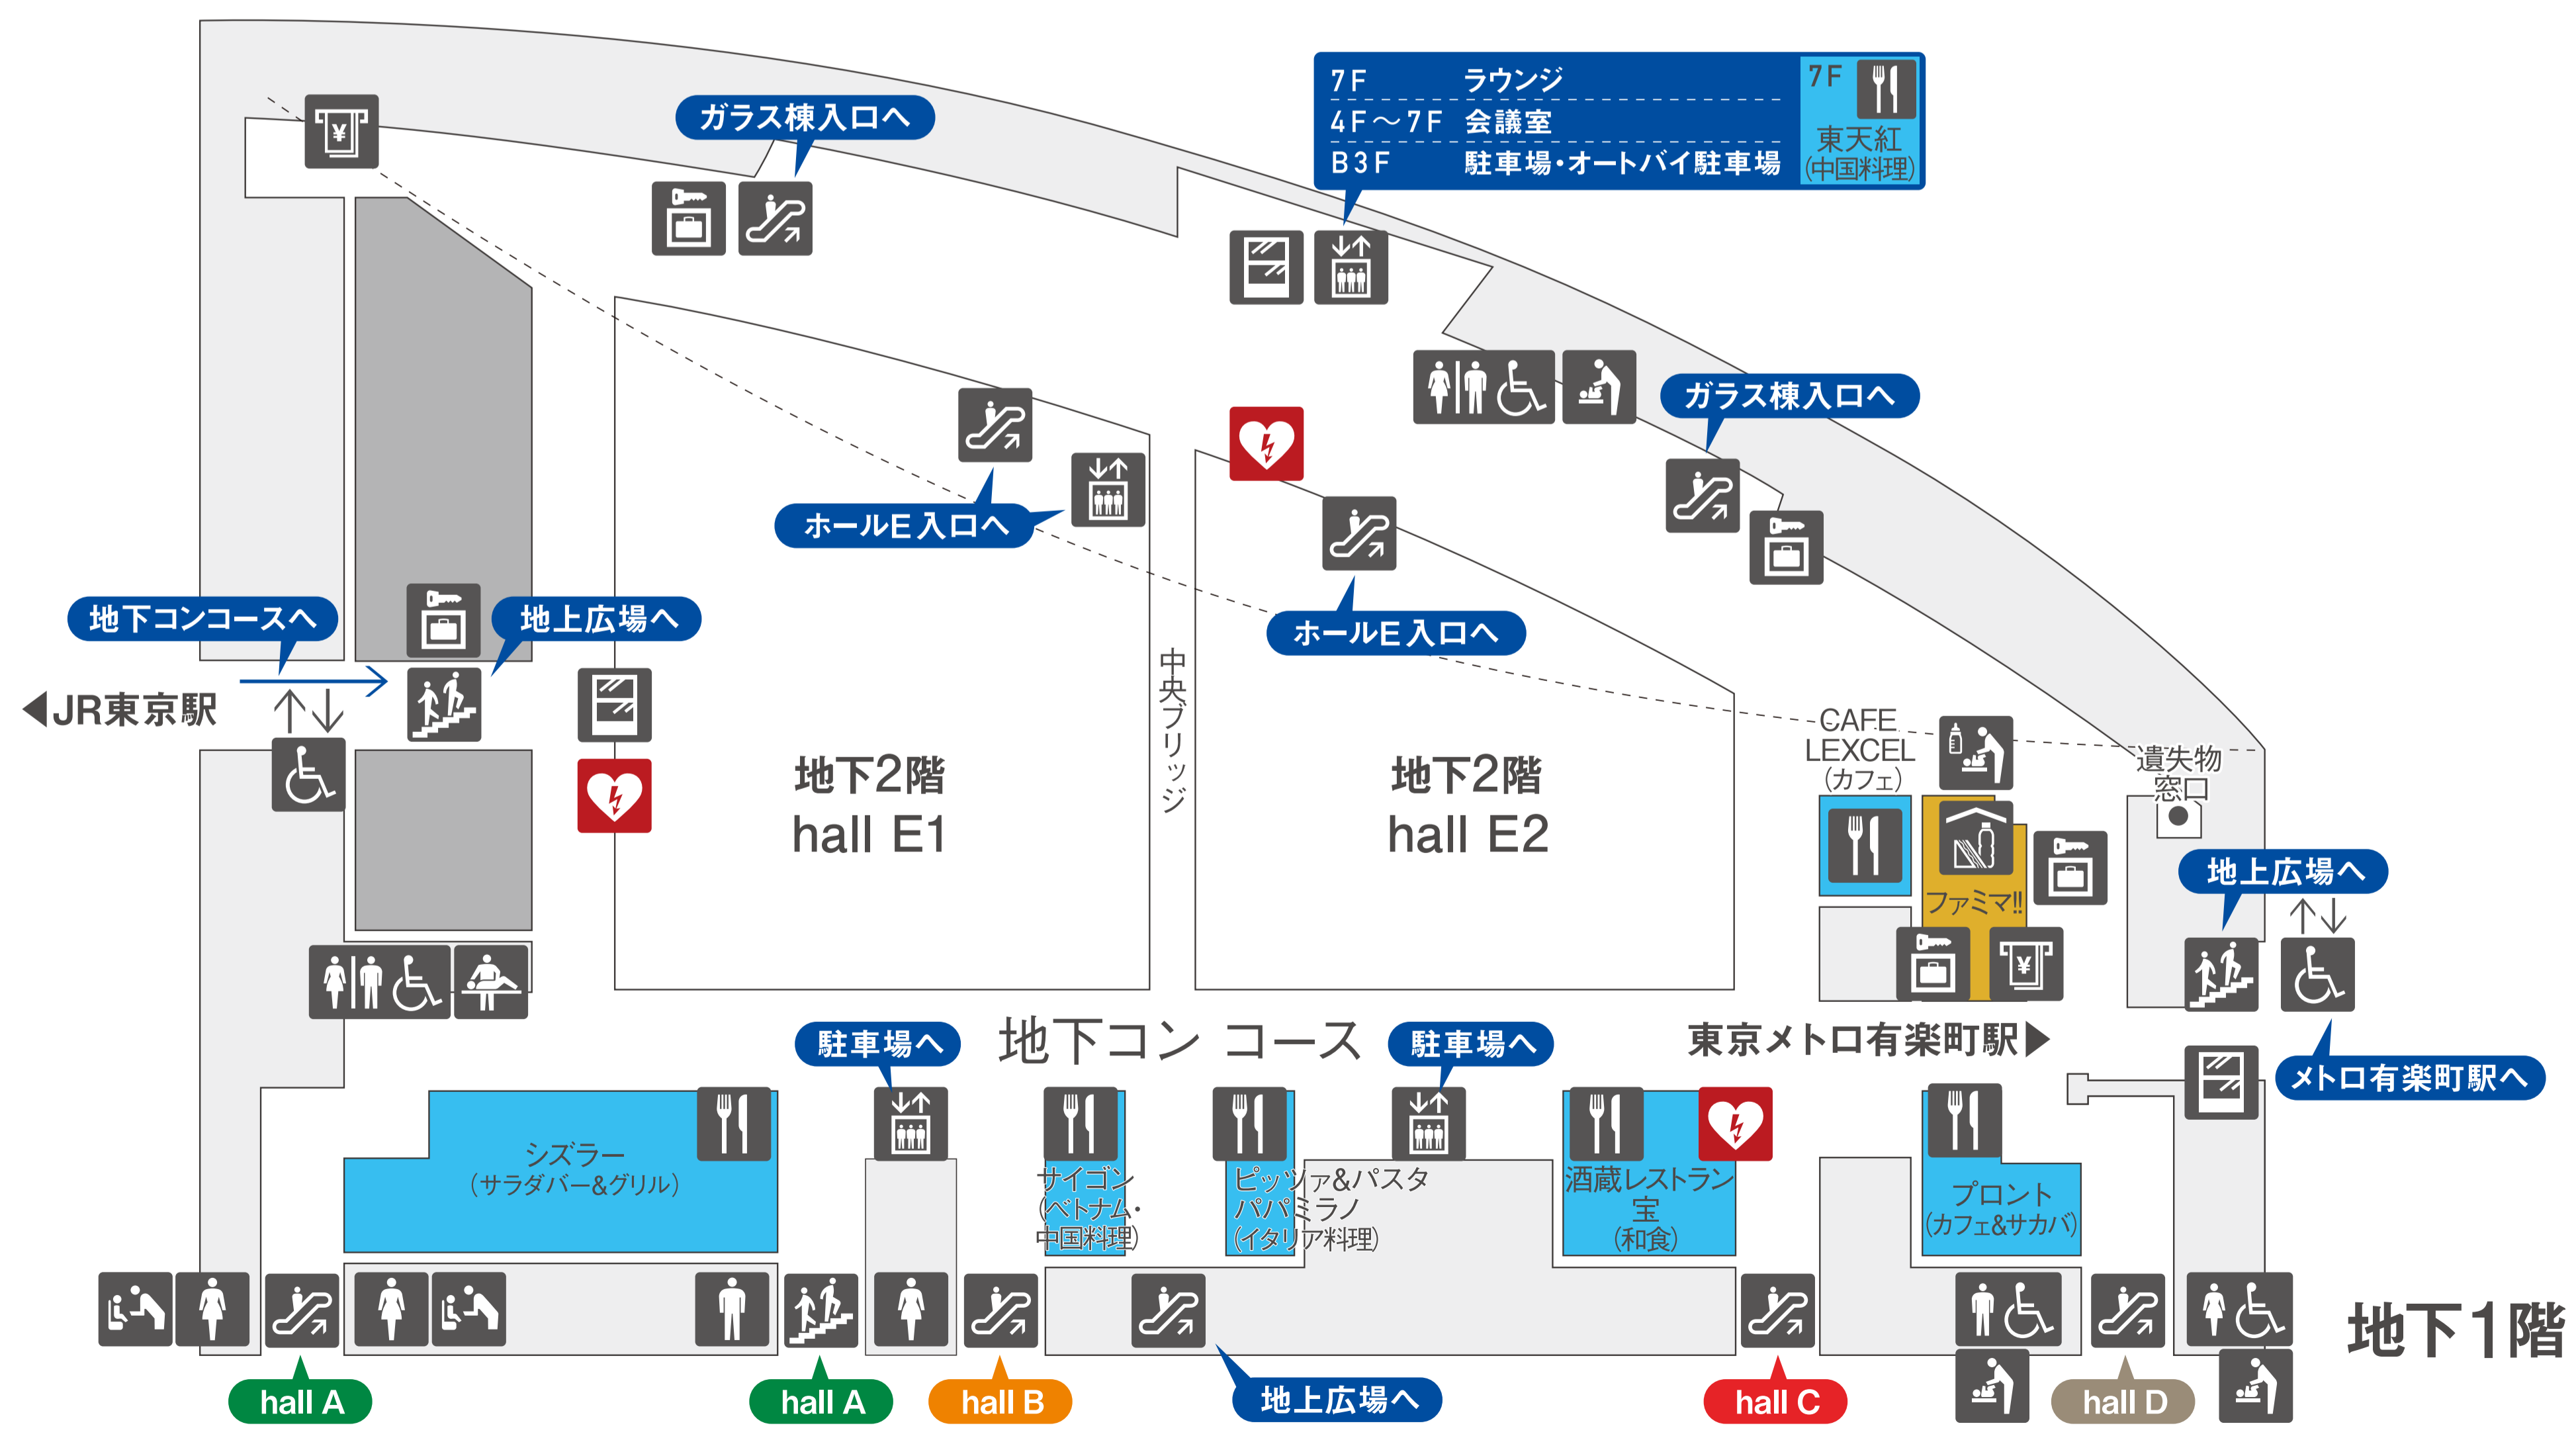 7F ラウンジ
4F〜7F 会議室
B3F 駐車場・オートバイ駐車場
7F
東天紅
(中国料理)
ガラス棟入口へ
¥
ガラス棟入口へ
ホールE入口へ
ホールE入口へ
地下コンコースへ
地上広場へ
◀JR東京駅
中央ブリッジ
地下2階
hall E1
地下2階
hall E2
CAFE
LEXCEL
(カフェ)
遺失物
窓口
ファミマ!!
¥
地上広場へ
駐車場へ
地下コンコース
駐車場へ
東京メトロ有楽町駅▶
メトロ有楽町駅へ
シズラー
(サラダバー&グリル)
サイゴン
(ベトナム・
中国料理)
ピッツァ&パスタ
パパミラノ
(イタリア料理)
酒蔵レストラン
宝
(和食)
プロント
(カフェ&サカバ)
地下1階
hall A
hall A
hall B
地上広場へ
hall C
hall D